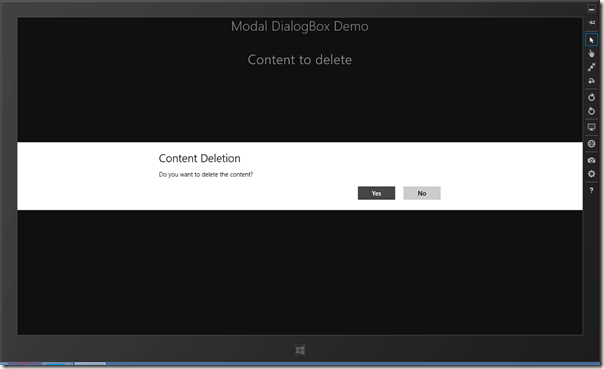 Modal DialogBox Demo
Content to delete
Content Deletion
Do you want to delete the content?
Yes
No